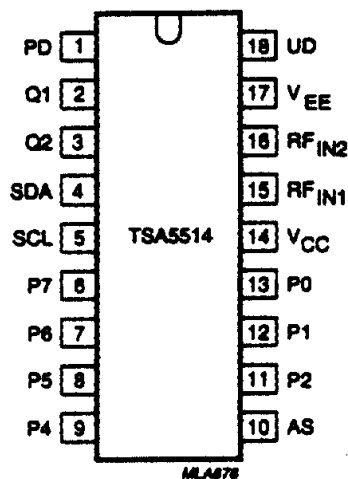 PD 1 18 UD
Q1 2 17 VEE
Q2 3 16 RFIN2
SDA 4 15 RFIN1
SCL 5 TSA5514 14 VCC
P7 6 13 P0
P6 7 12 P1
P5 8 11 P2
P4 9 10 AS
MLA676